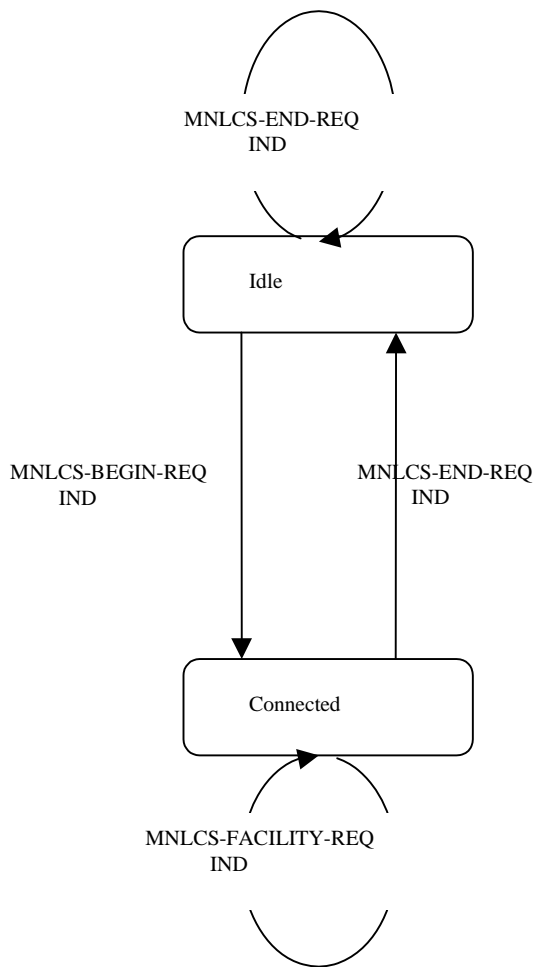 MNLCS-END-REQ
IND
Idle
MNLCS-BEGIN-REQ
IND
MNLCS-END-REQ
IND
Connected
MNLCS-FACILITY-REQ
IND